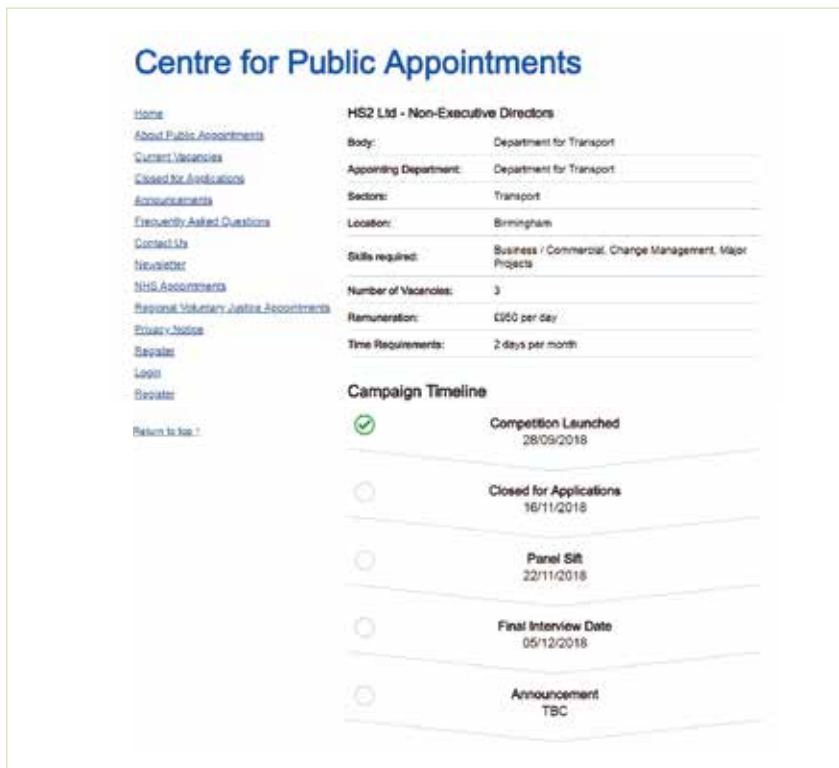 Centre for Public Appointments
Home
About Public Appointments
Current Vacancies
Closed for Applications
Announcements
Frequently Asked Questions
Contact Us
Newsletter
NHS Appointments
Regional Voluntary Justice Appointments
Privacy Notice
Register
Login
Register
Return to top ↑
HS2 Ltd - Non-Executive Directors
Body: Department for Transport
Appointing Department: Department for Transport
Sectors: Transport
Location: Birmingham
Skills required: Business / Commercial, Change Management, Major
Projects
Number of Vacancies: 3
Remuneration: £950 per day
Time Requirements: 2 days per month
Campaign Timeline
Competition Launched
28/09/2018
Closed for Applications
16/11/2018
Panel Sift
22/11/2018
Final Interview Date
05/12/2018
Announcement
TBC